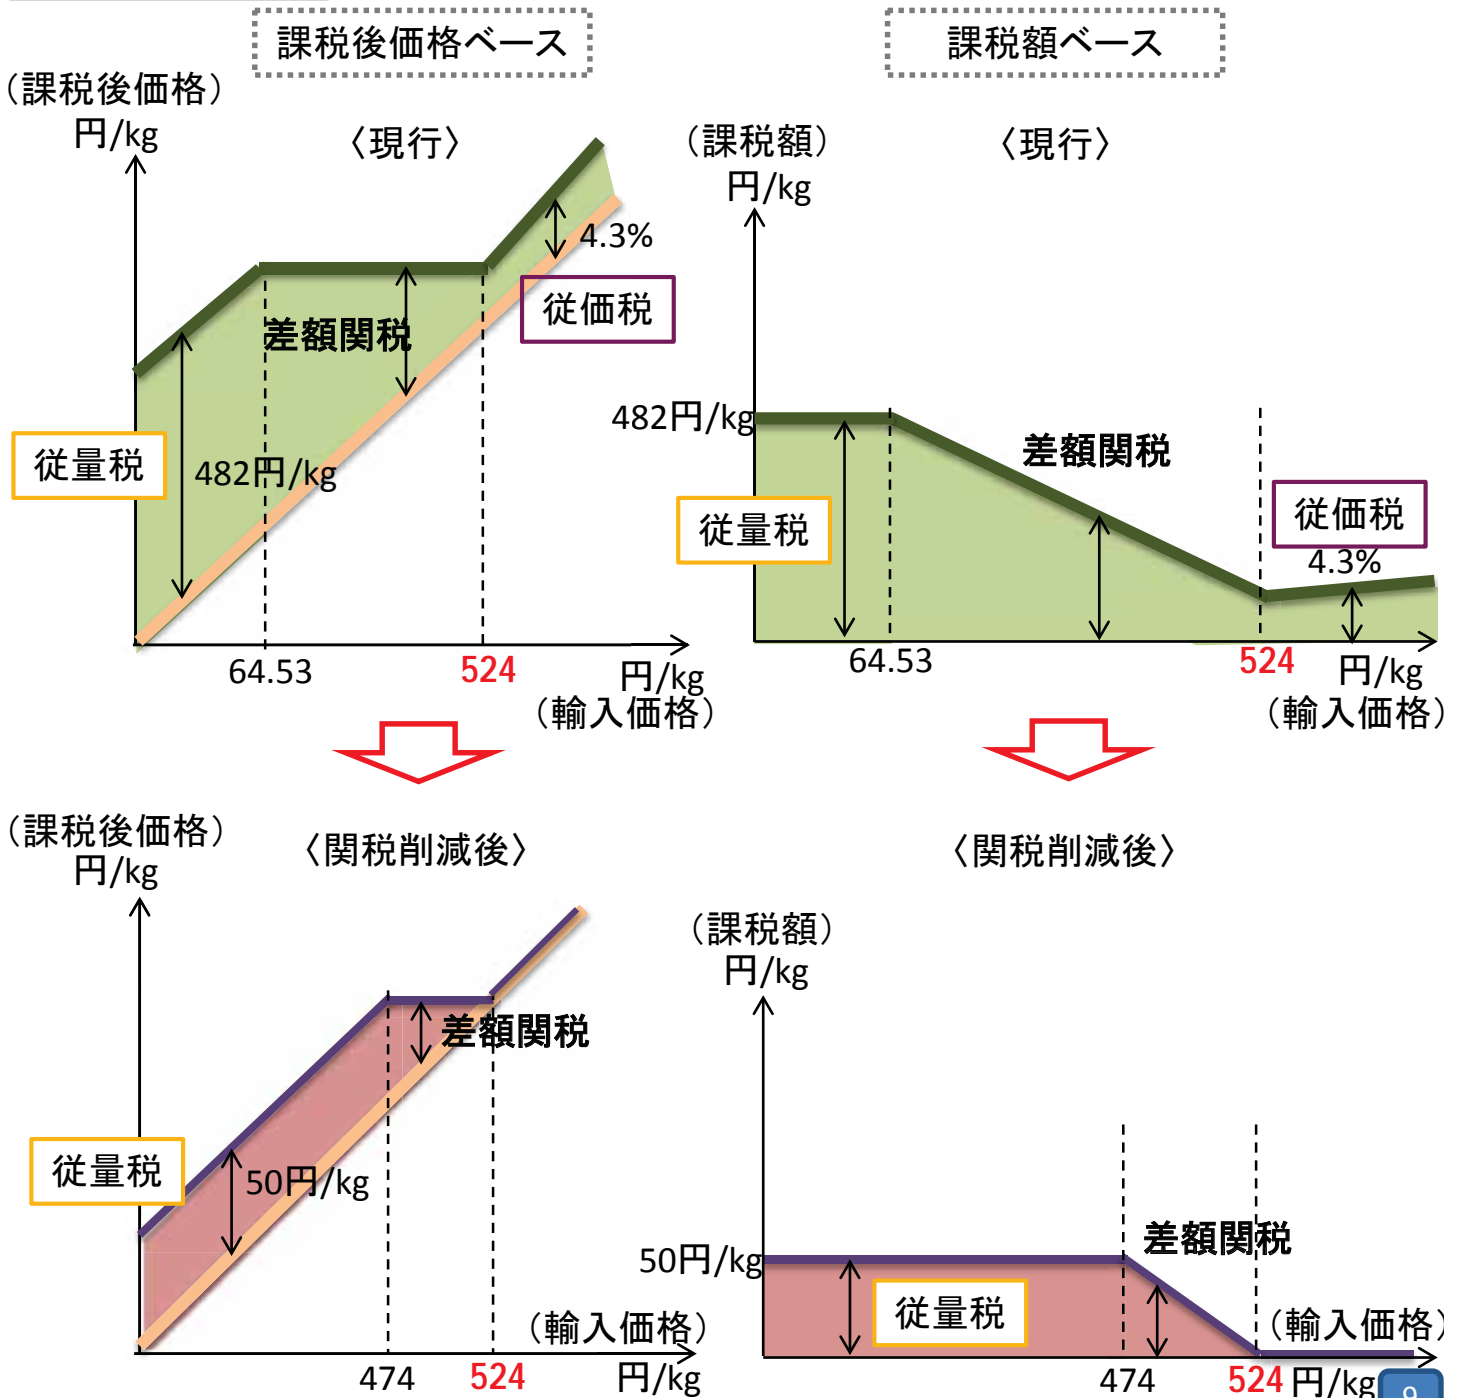 課税後価格ベース
課税額ベース
（課税後価格）
円/kg
〈現行〉
4.3%
従価税
差額関税
従量税
482円/kg
64.53
524
円/kg
（輸入価格）
（課税額）
円/kg
〈現行〉
482円/kg
差額関税
従量税
従価税
4.3%
64.53
524
円/kg
（輸入価格）
（課税後価格）
円/kg
〈関税削減後〉
差額関税
従量税
50円/kg
（輸入価格）
474
524
円/kg
〈関税削減後〉
（課税額）
円/kg
差額関税
50円/kg
従量税
（輸入価格）
474
524
円/kg
9